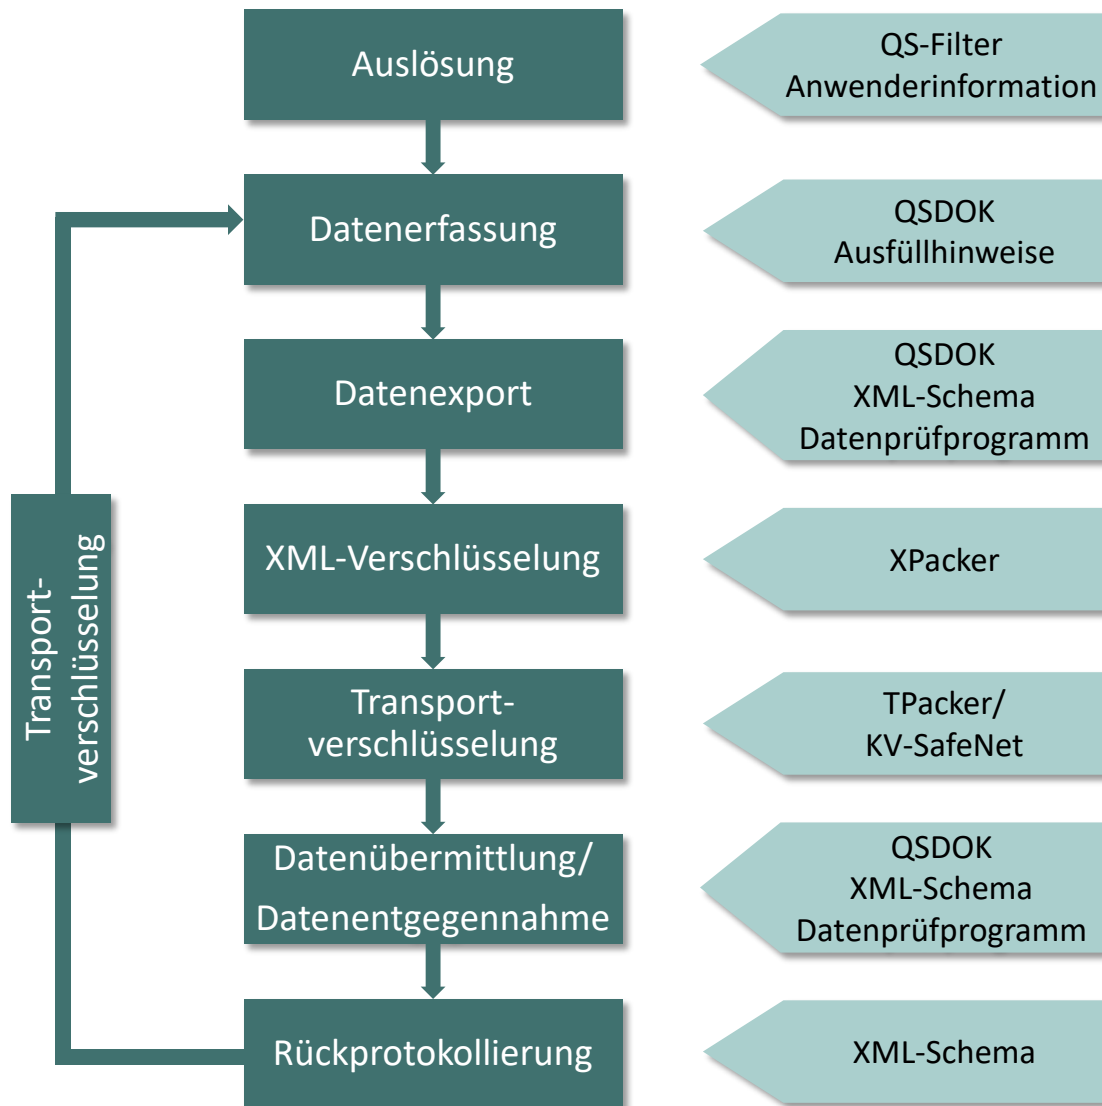 Auslösung
QS-Filter
Anwenderinformation
Datenerfassung
QSDOK
Ausfüllhinweise
Datenexport
QSDOK
XML-Schema
Datenprüfprogramm
XML-Verschlüsselung
XPacker
Transport-
verschlüsselung
Transport-
verschlüsselung
TPacker/
KV-SafeNet
Datenübermittlung/
Datenentgegennahme
QSDOK
XML-Schema
Datenprüfprogramm
Rückprotokollierung
XML-Schema